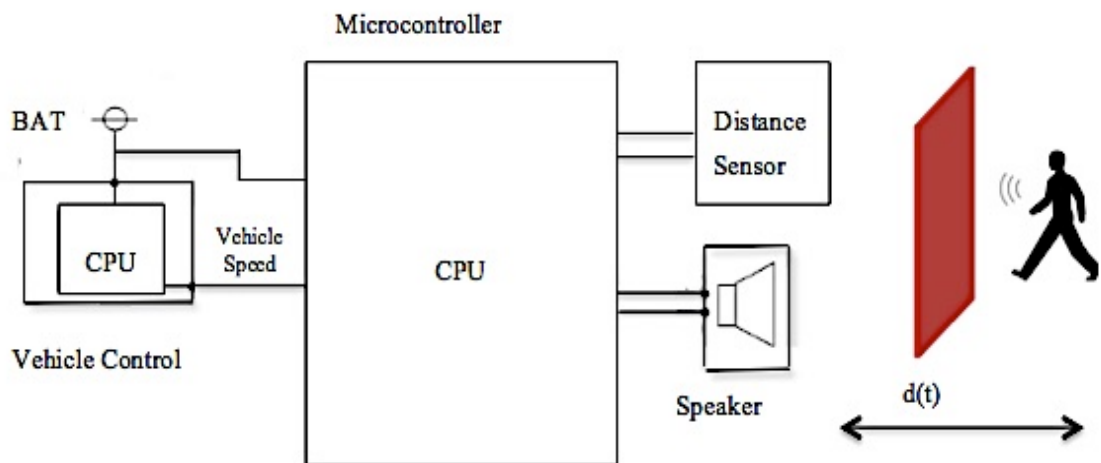 Microcontroller
BAT
Distance
Sensor
CPU
Vehicle
Speed
CPU
Vehicle Control
Speaker
d(t)